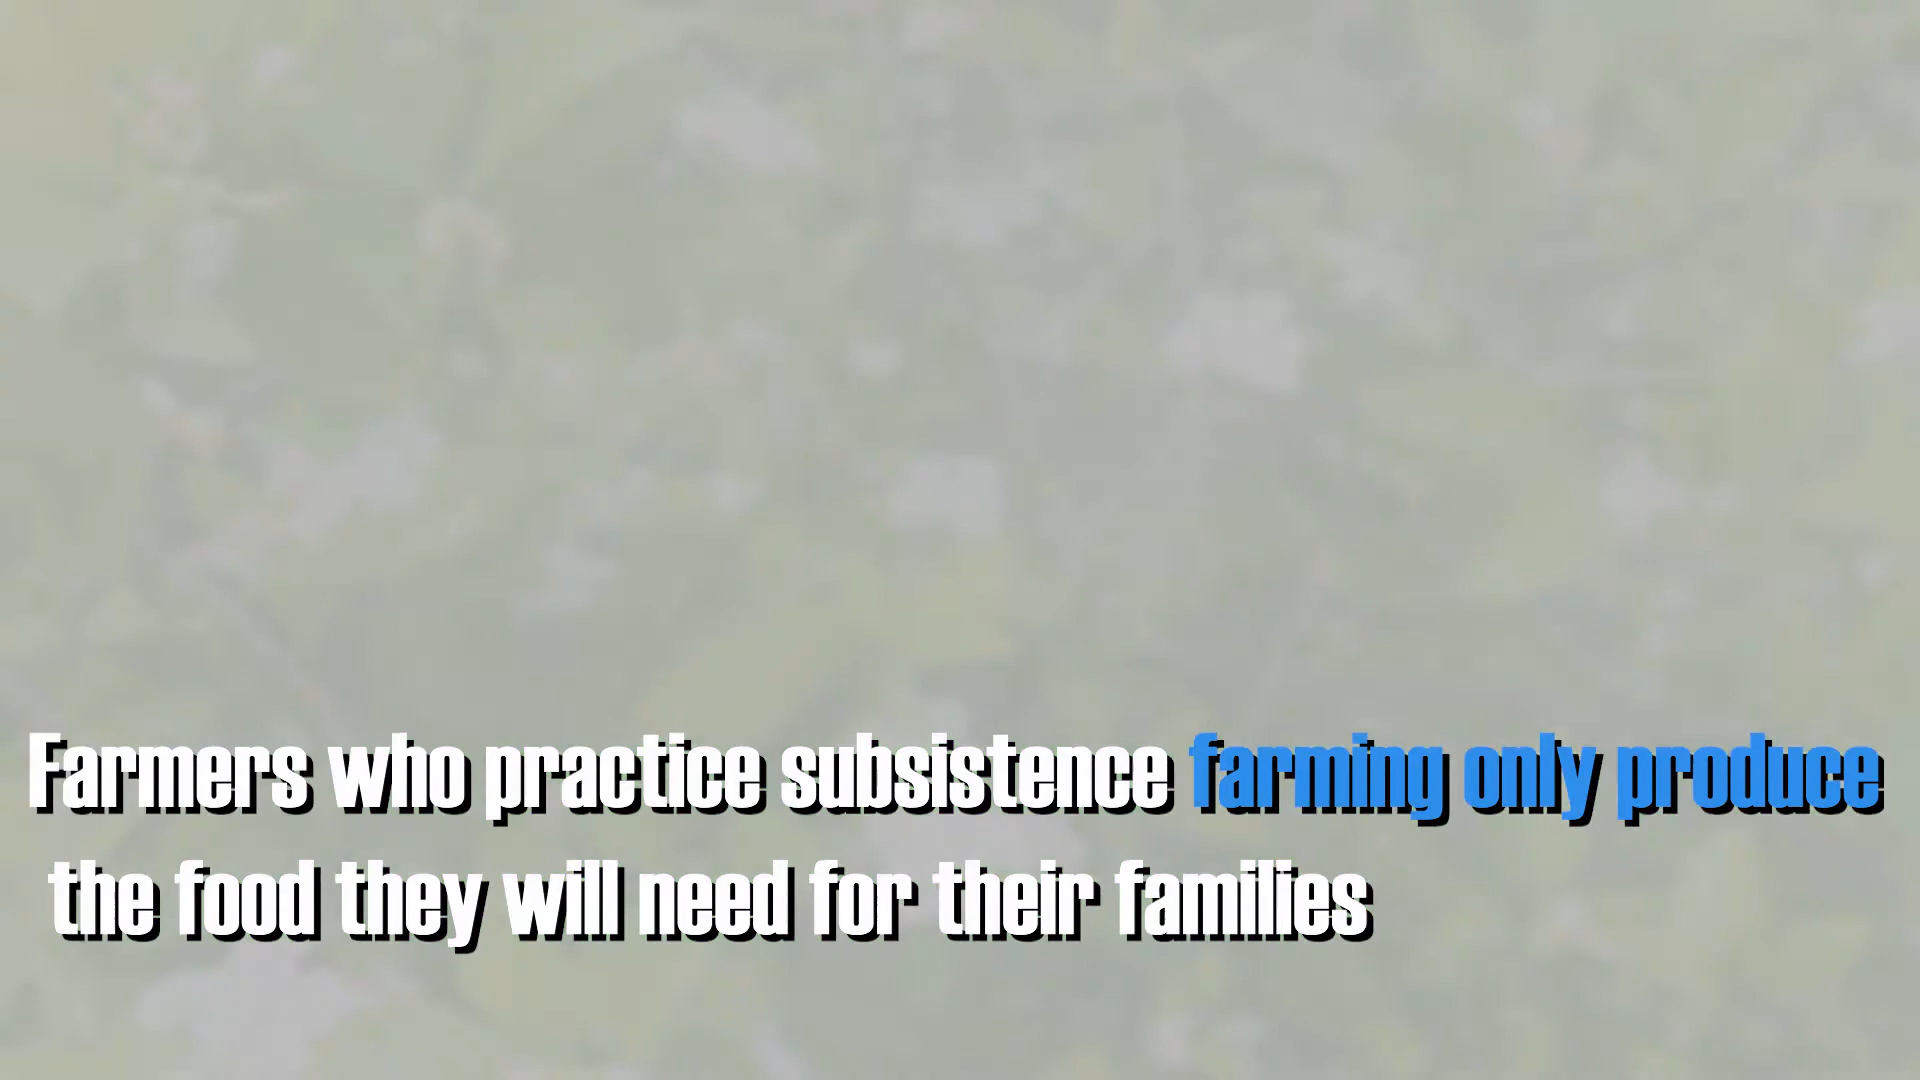 Farmers who practice subsistence farming only produce
the food they will need for their families